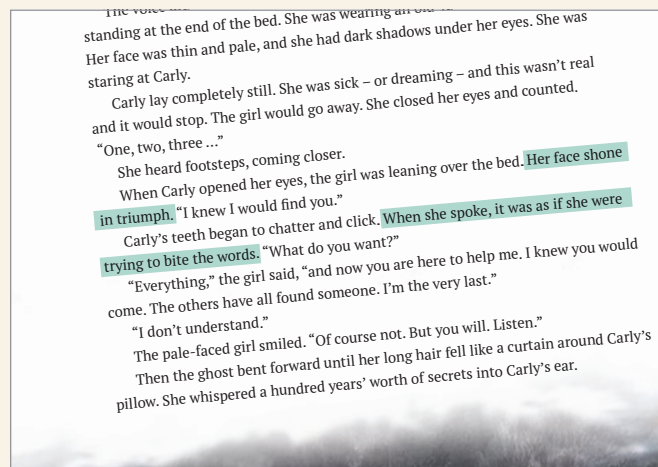 The voice
standing at the end of the bed. She was wearing an old
Her face was thin and pale, and she had dark shadows under her eyes. She was
staring at Carly.
Carly lay completely still. She was sick – or dreaming – and this wasn’t real
and it would stop. The girl would go away. She closed her eyes and counted.
“One, two, three ...”
She heard footsteps, coming closer.
When Carly opened her eyes, the girl was leaning over the bed. Her face shone
in triumph. “I knew I would find you.”
Carly’s teeth began to chatter and click. When she spoke, it was as if she were
trying to bite the words. “What do you want?”
“Everything,” the girl said, “and now you are here to help me. I knew you would
come. The others have all found someone. I’m the very last.”
“I don’t understand.”
The pale-faced girl smiled. “Of course not. But you will. Listen.”
Then the ghost bent forward until her long hair fell like a curtain around Carly’s
pillow. She whispered a hundred years’ worth of secrets into Carly’s ear.